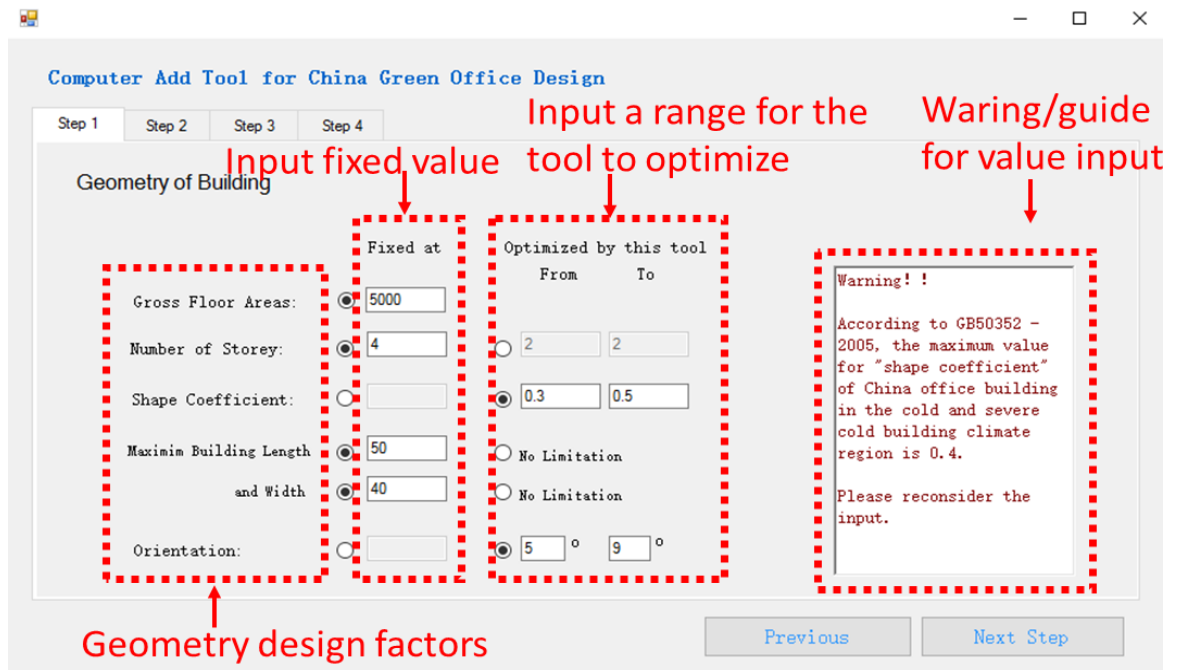 Computer Add Tool for China Green Office Design
Step 1 Step 2 Step 3 Step 4
Input fixed value
Input a range for the
tool to optimize
Waring/guide
for value input
Geometry of Building
Fixed at
Optimized by this tool
From To
Gross Floor Areas: 5000
Number of Storey: 4 2 2
Shape Coefficient: 0.3 0.5
Maximim Building Length 50 No Limitation
and Width 40 No Limitation
Orientation: 5 ° 9 °
Warning! !
According to GB50352 -
2005, the maximum value
for "shape coefficient"
of China office building
in the cold and severe
cold building climate
region is 0.4.
Please reconsider the
input.
Geometry design factors
Previous Next Step